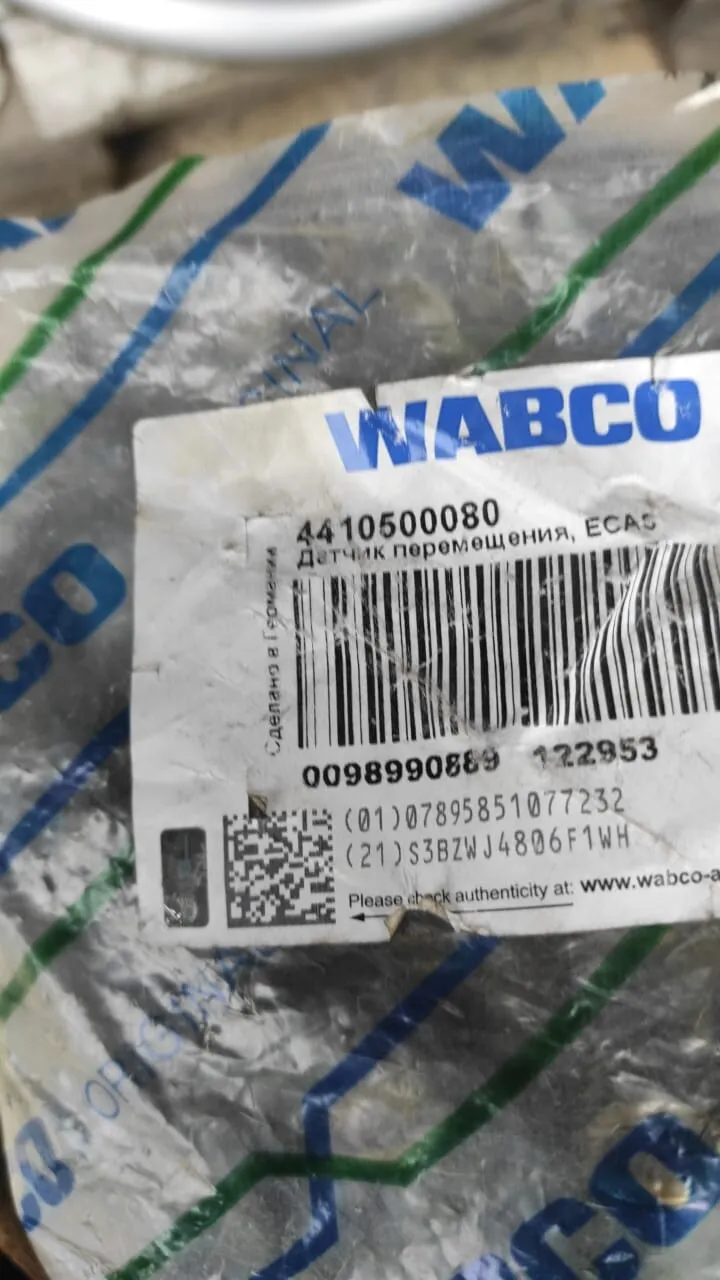 WABCO
4410500080
Датчик перемещения, ECAS
Сделано в Германии
0098990889 122953
(01)07895851077232
(21)S3BZWJ4806F1WH
Please check authenticity at: www.wabco-a
ORIGINAL